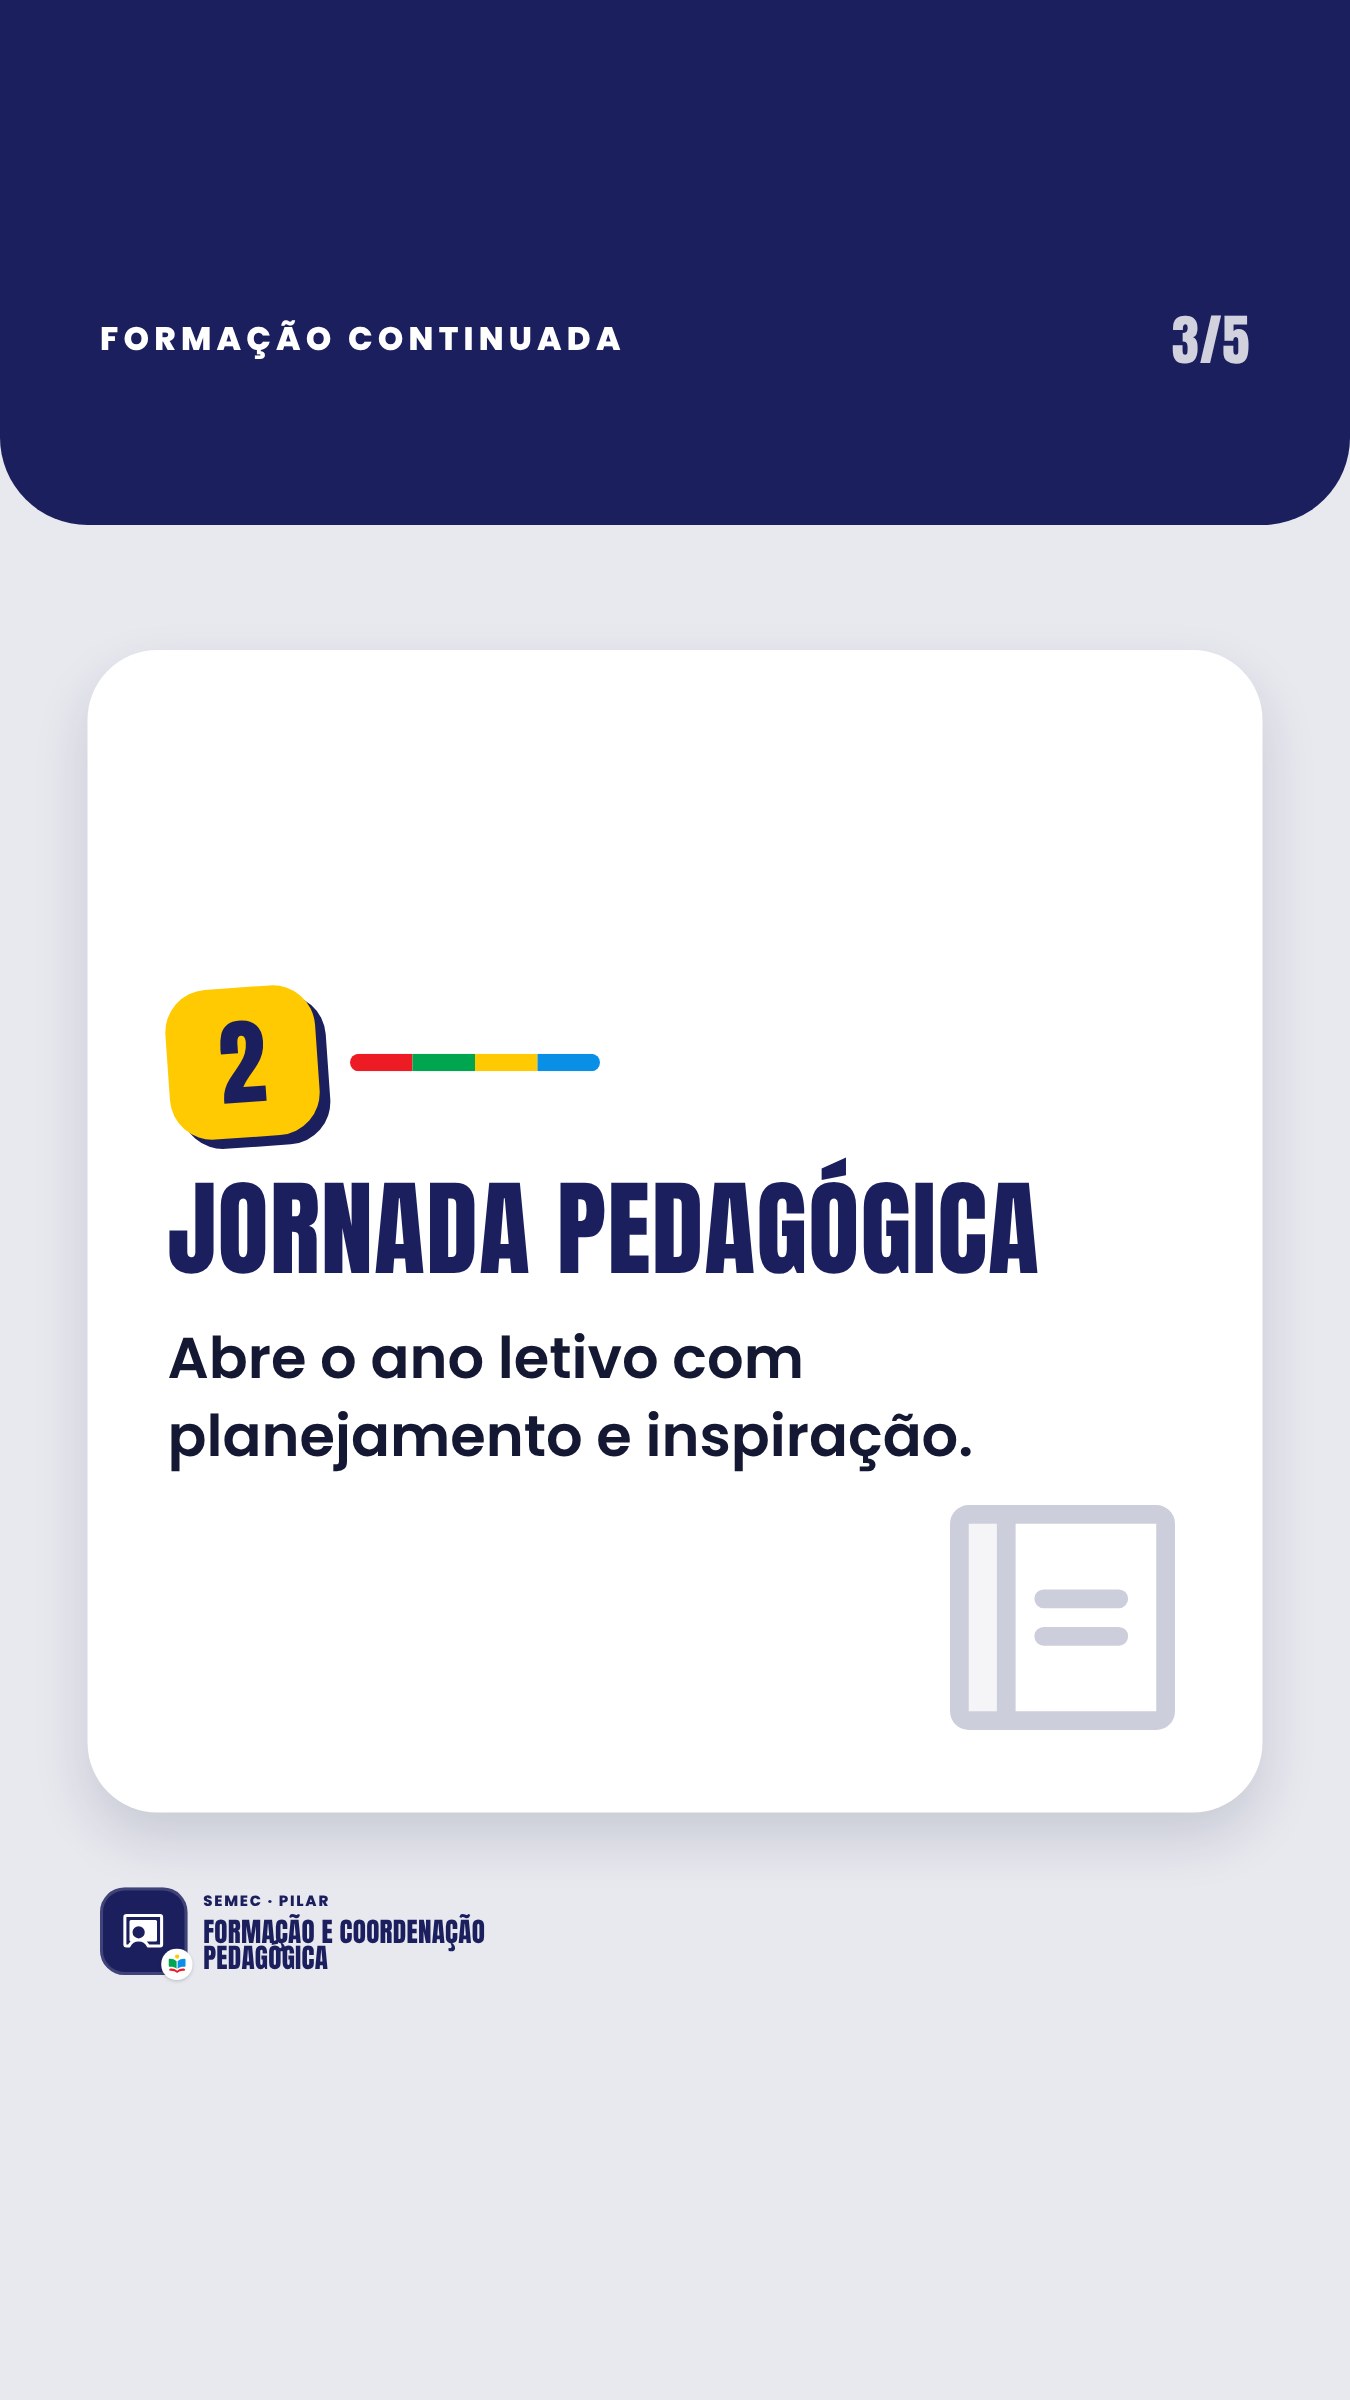 FORMAÇÃO CONTINUADA
3/5
2
JORNADA PEDAGÓGICA
Abre o ano letivo com
planejamento e inspiração.
SEMEC · PILAR
FORMAÇÃO E COORDENAÇÃO
PEDAGÓGICA